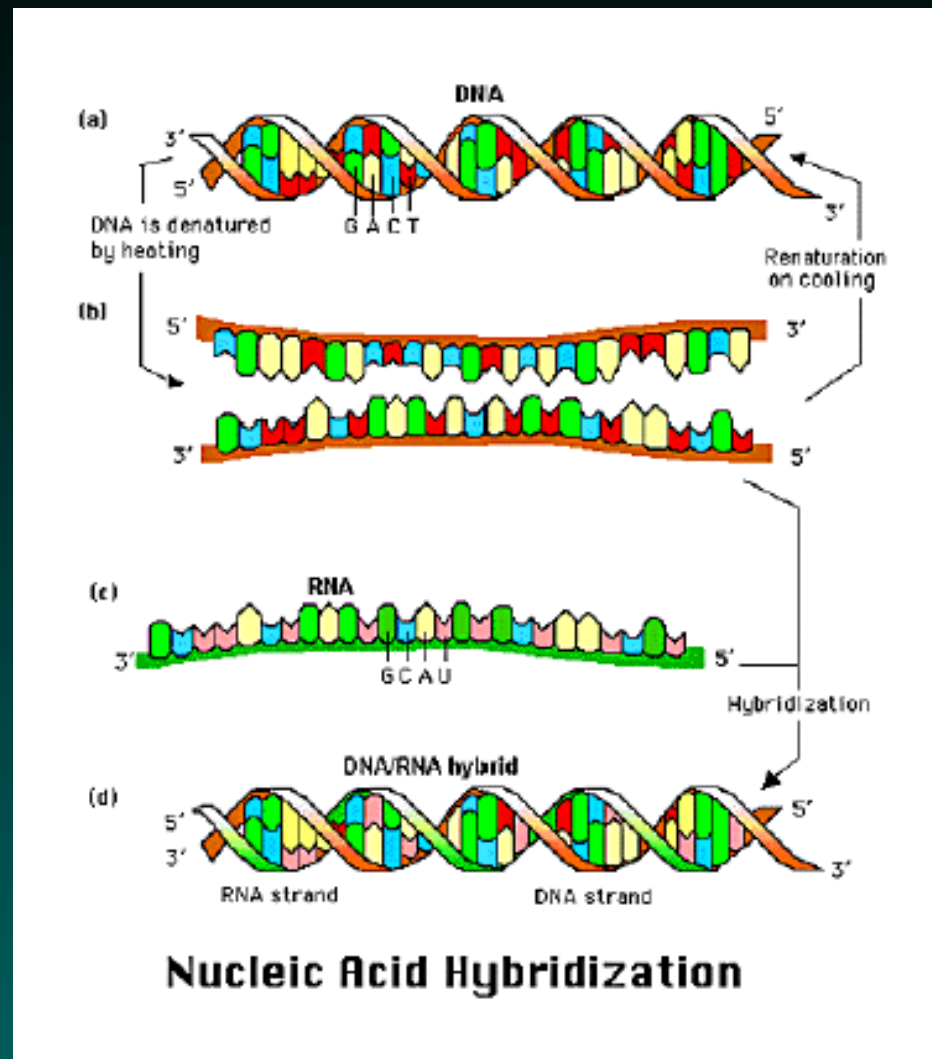 DNA
(a)
3'
5'
5'
3'
G A C T
DNA is denatured
by heating
Renaturation
on cooling
(b)
5'
3'
3'
5'
(c)
RNA
3'
5'
G C A U
Hybridization
DNA/RNA hybrid
(d)
5'
5'
3'
3'
RNA strand
DNA strand
Nucleic Acid Hybridization